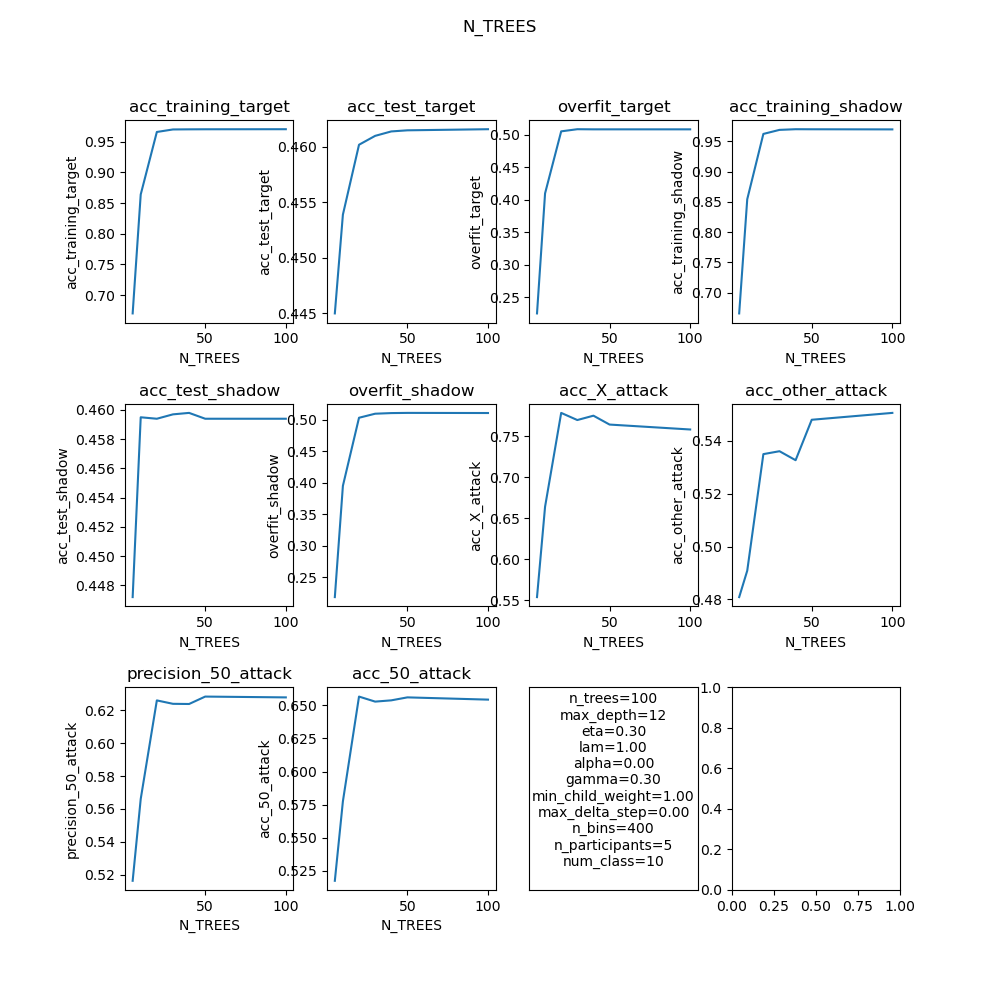 N_TREES
acc_training_target
acc_test_target
overfit_target
acc_training_shadow
acc_training_target
0.95
0.90
0.85
0.80
0.75
0.70
50
100
N_TREES
acc_test_target
0.460
0.455
0.450
0.445
50
100
N_TREES
overfit_target
0.50
0.45
0.40
0.35
0.30
0.25
50
100
N_TREES
acc_training_shadow
0.95
0.90
0.85
0.80
0.75
0.70
50
100
N_TREES
acc_test_shadow
overfit_shadow
acc_X_attack
acc_other_attack
acc_test_shadow
0.460
0.458
0.456
0.454
0.452
0.450
0.448
50
100
N_TREES
overfit_shadow
0.50
0.45
0.40
0.35
0.30
0.25
50
100
N_TREES
acc_X_attack
0.75
0.70
0.65
0.60
0.55
50
100
N_TREES
acc_other_attack
0.54
0.52
0.50
0.48
50
100
N_TREES
precision_50_attack
acc_50_attack
precision_50_attack
0.62
0.60
0.58
0.56
0.54
0.52
50
100
N_TREES
acc_50_attack
0.650
0.625
0.600
0.575
0.550
0.525
50
100
N_TREES
n_trees=100
max_depth=12
eta=0.30
lam=1.00
alpha=0.00
gamma=0.30
min_child_weight=1.00
max_delta_step=0.00
n_bins=400
n_participants=5
num_class=10
1.0
0.8
0.6
0.4
0.2
0.0
0.00
0.25
0.50
0.75
1.00